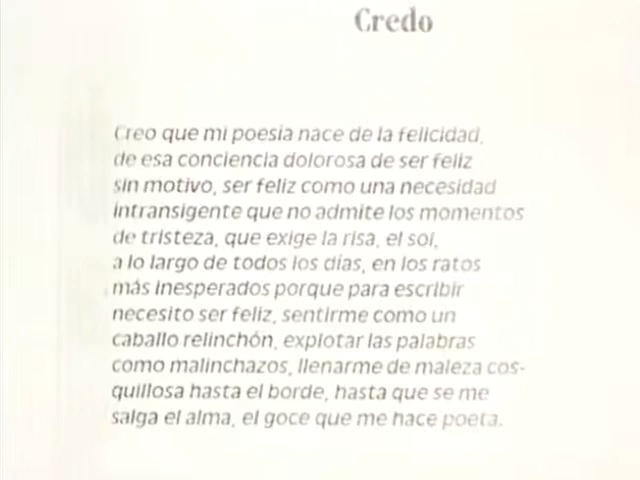 Credo
Creo que mi poesía nace de la felicidad,
de esa conciencia dolorosa de ser feliz
sin motivo, ser feliz como una necesidad
intransigente que no admite los momentos
de tristeza, que exige la risa, el sol,
a lo largo de todos los días, en los ratos
más inesperados porque para escribir
necesito ser feliz, sentirme como un
caballo relinchón, explotar las palabras
como malinchazos, llenarme de maleza cos-
quillosa hasta el borde, hasta que se me
salga el alma, el goce que me hace poeta.